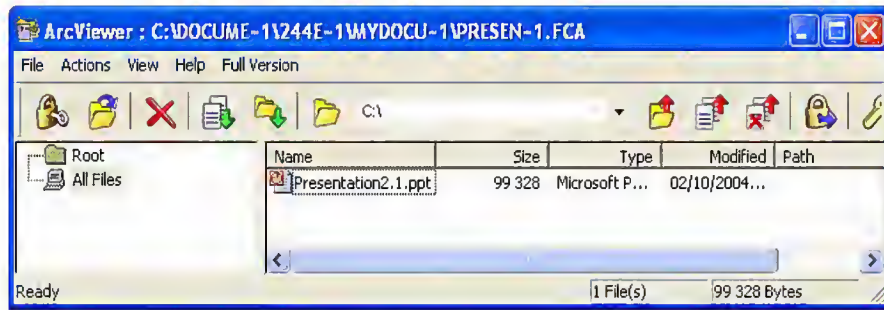 ArcViewer : C:\DOCUME~1\244E~1\MYDOCU~1\PRESEN~1.FCA
File Actions View Help Full Version
C:\
Root
All Files
Name Size Type Modified Path
Presentation2.1.ppt 99 328 Microsoft P... 02/10/2004...
Ready 1 File(s) 99 328 Bytes